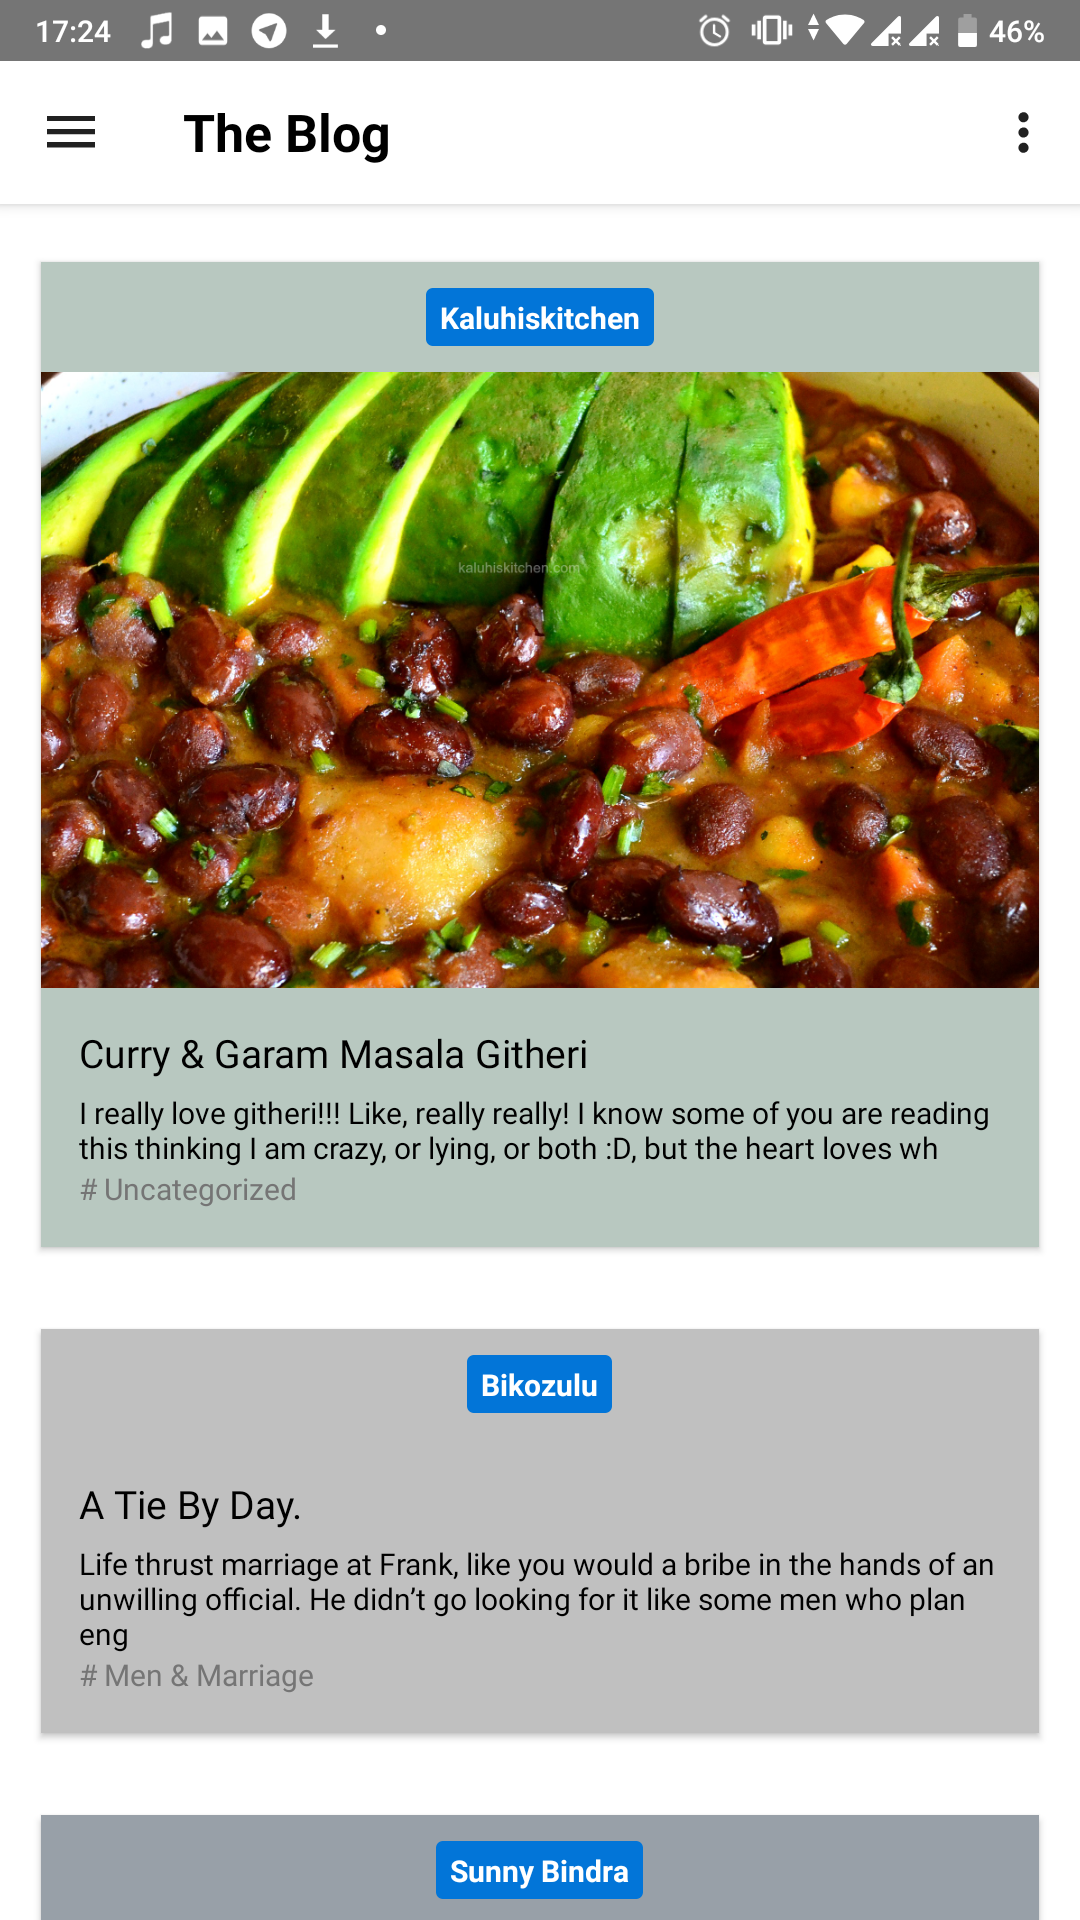 17:24
46%
The Blog
Kaluhiskitchen
kaluhiskitchen.com
Curry & Garam Masala Githeri
I really love githeri!!! Like, really really! I know some of you are reading
this thinking I am crazy, or lying, or both :D, but the heart loves wh
# Uncategorized
Bikozulu
A Tie By Day.
Life thrust marriage at Frank, like you would a bribe in the hands of an
unwilling official. He didn’t go looking for it like some men who plan
eng
# Men & Marriage
Sunny Bindra